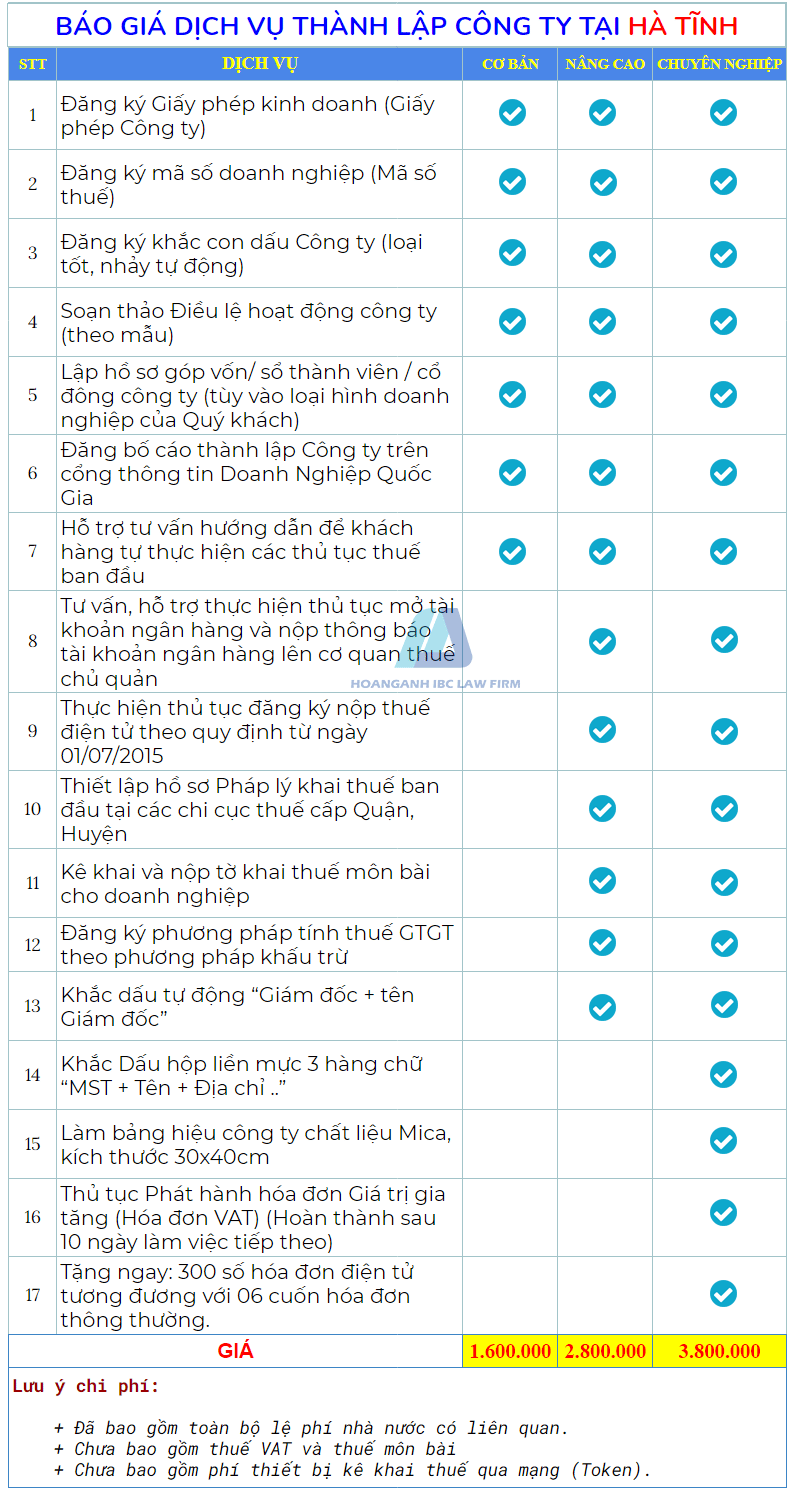 BÁO GIÁ DỊCH VỤ THÀNH LẬP CÔNG TY TẠI HÀ TĨNH
STT DỊCH VỤ CƠ BẢN NÂNG CAO CHUYÊN NGHIỆP
1 Đăng ký Giấy phép kinh doanh (Giấy
phép Công ty)
2 Đăng ký mã số doanh nghiệp (Mã số
thuế)
3 Đăng ký khắc con dấu Công ty (loại
tốt, nhảy tự động)
4 Soạn thảo Điều lệ hoạt động công ty
(theo mẫu)
5 Lập hồ sơ góp vốn/ sổ thành viên / cổ
đông công ty (tùy vào loại hình doanh
nghiệp của Quý khách)
6 Đăng bố cáo thành lập Công ty trên
cổng thông tin Doanh Nghiệp Quốc
Gia
7 Hỗ trợ tư vấn hướng dẫn để khách
hàng tự thực hiện các thủ tục thuế
ban đầu
8 Tư vấn, hỗ trợ thực hiện thủ tục mở tài
khoản ngân hàng và nộp thông báo
tài khoản ngân hàng lên cơ quan thuế
chủ quản
HOANGANH IBC LAW FIRM
9 Thực hiện thủ tục đăng ký nộp thuế
điện tử theo quy định từ ngày
01/07/2015
10 Thiết lập hồ sơ Pháp lý khai thuế ban
đầu tại các chi cục thuế cấp Quận,
Huyện
11 Kê khai và nộp tờ khai thuế môn bài
cho doanh nghiệp
12 Đăng ký phương pháp tính thuế GTGT
theo phương pháp khấu trừ
13 Khắc dấu tự động “Giám đốc + tên
Giám đốc”
14 Khắc Dấu hộp liền mực 3 hàng chữ
“MST + Tên + Địa chỉ ..”
15 Làm bảng hiệu công ty chất liệu Mica,
kích thước 30x40cm
16 Thủ tục Phát hành hóa đơn Giá trị gia
tăng (Hóa đơn VAT) (Hoàn thành sau
10 ngày làm việc tiếp theo)
17 Tặng ngay: 300 số hóa đơn điện tử
tương đương với 06 cuốn hóa đơn
thông thường.
GIÁ 1.600.000 2.800.000 3.800.000
Lưu ý chi phí:
+ Đã bao gồm toàn bộ lệ phí nhà nước có liên quan.
+ Chưa bao gồm thuế VAT và thuế môn bài
+ Chưa bao gồm phí thiết bị kê khai thuế qua mạng (Token).